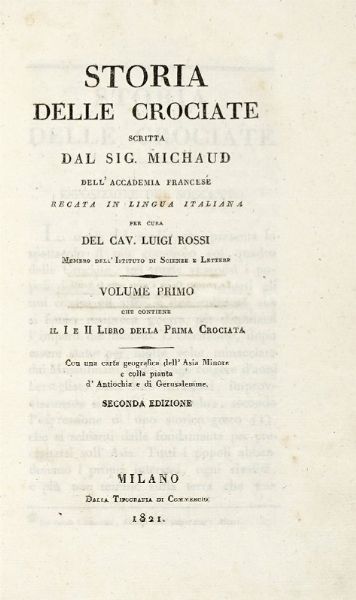 STORIA
DELLE CROCIATE
SCRITTA
DAL SIG. MICHAUD
DELL' ACCADEMIA FRANCESE
RECATA IN LINGUA ITALIANA
PER CURA
DEL CAV. LUIGI ROSSI
MEMBRO DELL' ISTITUTO DI SCIENZE E LETTERE
VOLUME PRIMO
CHE CONTIENE
IL I E II LIBRO DELLA PRIMA CROCIATA
Con una carta geografica dell' Asia Minore
e colla pianta
d' Antiochia e di Gerusalemme.
SECONDA EDIZIONE
MILANO
DALLA TIPOGRAFIA DI COMMERCIO
1821.